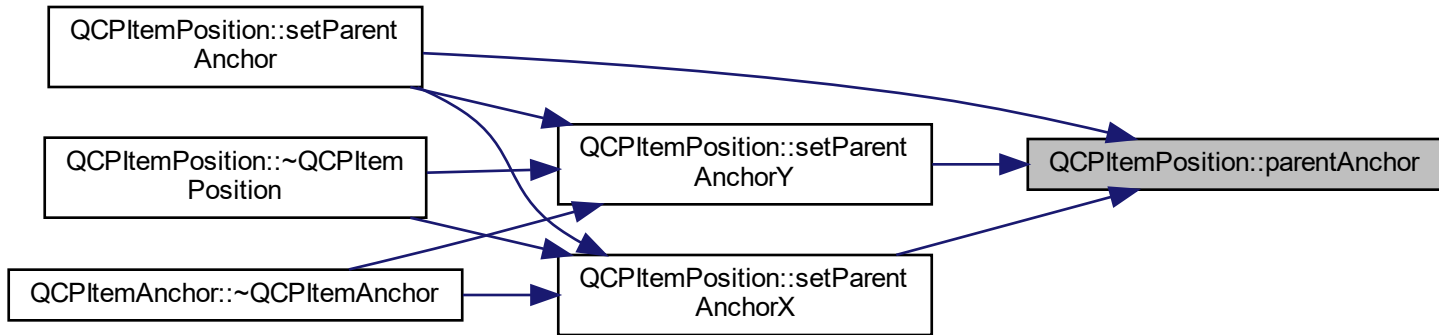 QCPItemPosition::setParent
Anchor
QCPItemPosition::~QCPItem
Position
QCPItemAnchor::~QCPItemAnchor
QCPItemPosition::setParent
AnchorY
QCPItemPosition::setParent
AnchorX
QCPItemPosition::parentAnchor